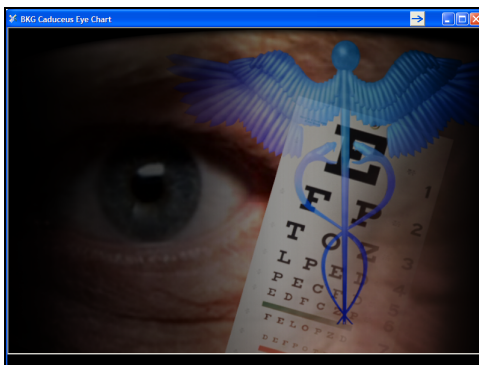 BKG Caduceus Eye Chart
E
F P
T O Z 
L P E D
P E C F D
E D F C Z P
F E L O P Z D
D E F P O
1
2
3
4
5
6
7